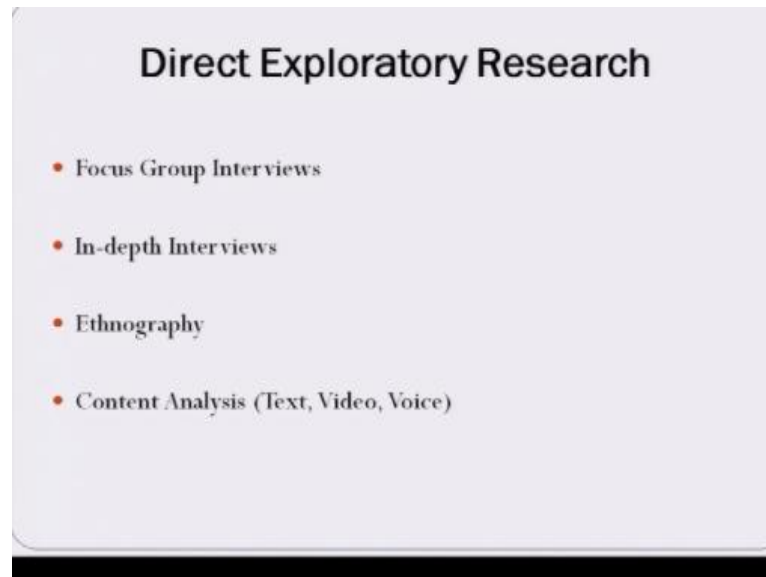 Direct Exploratory Research
• Focus Group Interviews
• In-depth Interviews
• Ethnography
• Content Analysis (Text, Video, Voice)